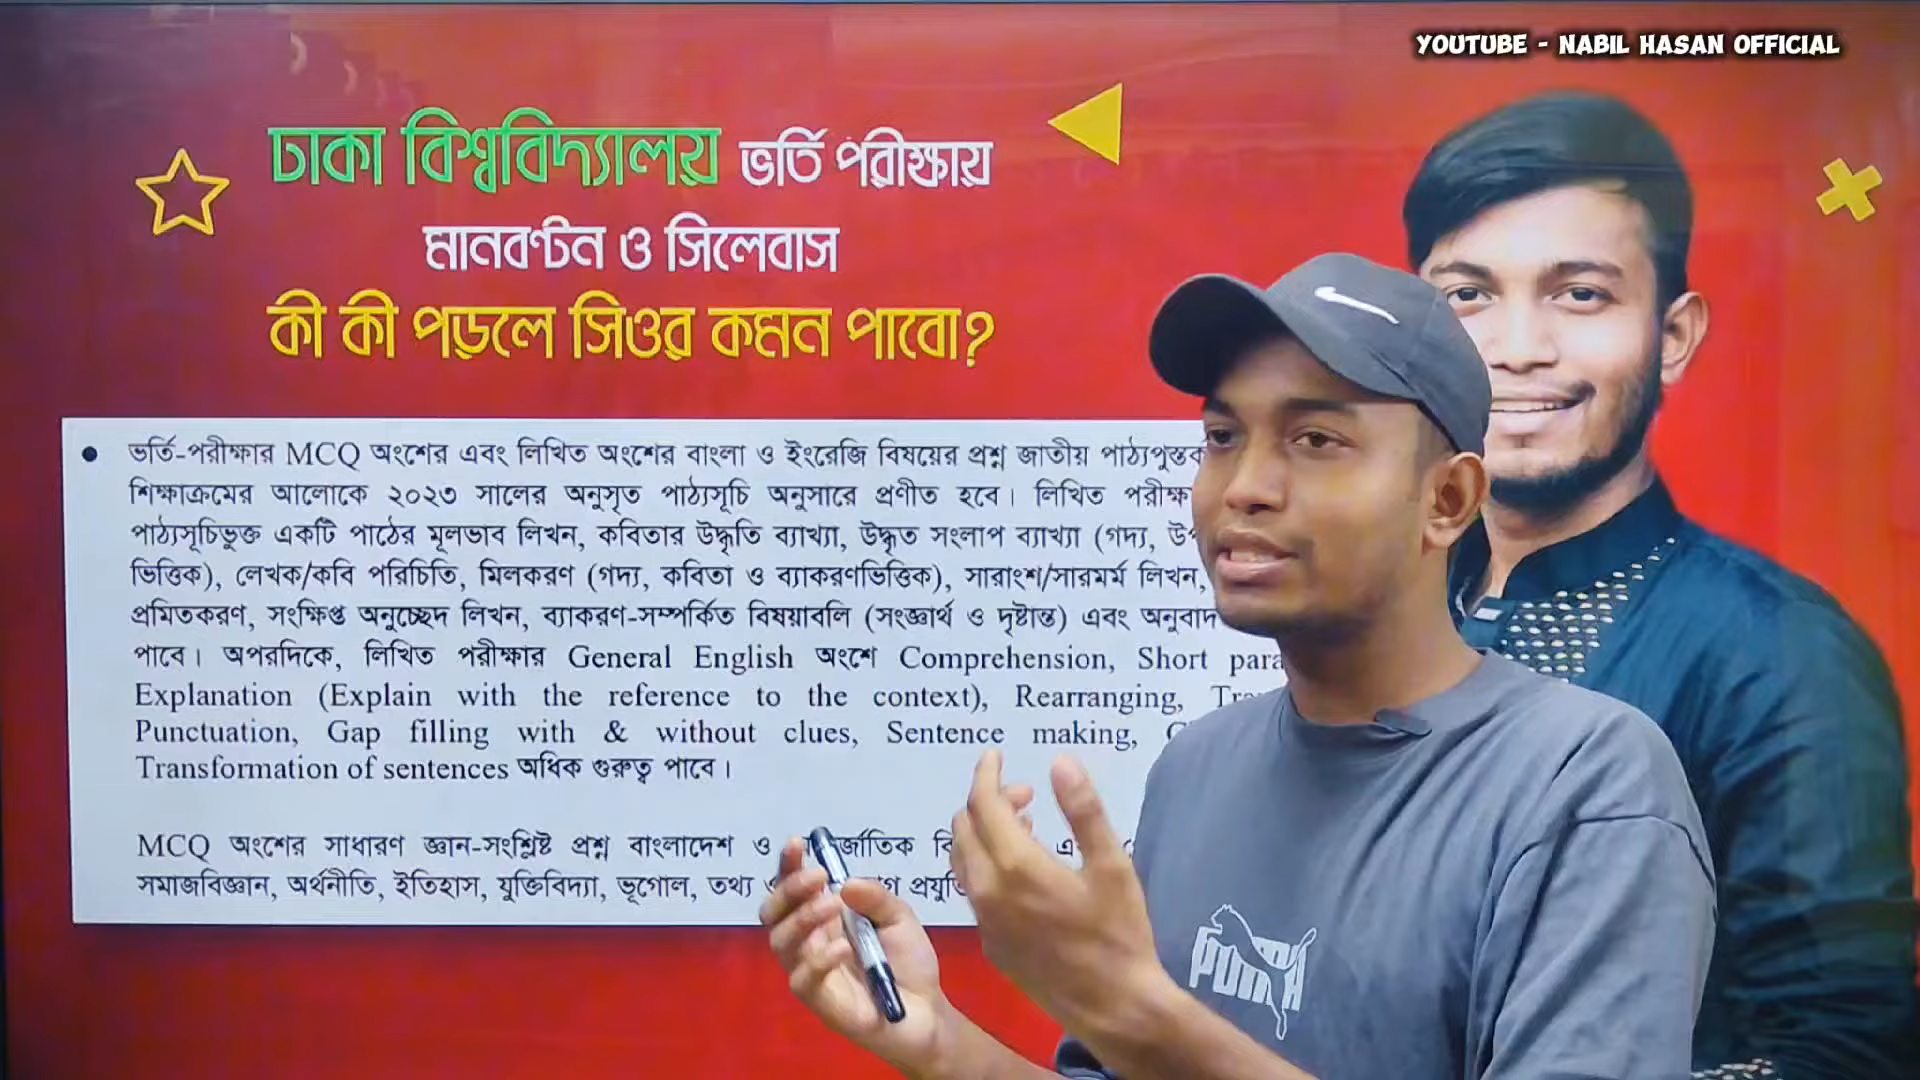 YOUTUBE - NABIL HASAN OFFICIAL
ঢাকা বিশ্ববিদ্যালয় ভর্তি পরীক্ষায়
মানবণ্টন ও সিলেবাস
কী কী পড়লে সিওর কমন পাবো?
• ভর্তি-পরীক্ষার MCQ অংশের এবং লিখিত অংশের বাংলা ও ইংরেজি বিষয়ের প্রশ্ন জাতীয় পাঠ্যপুস্তক
শিক্ষাক্রমের আলোকে ২০২৩ সালের অনুসৃত পাঠ্যসূচি অনুসারে প্রণীত হবে। লিখিত
পাঠ্যসূচিভুক্ত একটি পাঠের মূলভাব লিখন, কবিতার উদ্ধৃতি ব্যাখ্যা, উদ্ধৃত সংলাপ ব্যাখ্যা (গদ্য,
ভিত্তিক), লেখক/কবি পরিচিতি, মিলকরণ (গদ্য, কবিতা ও ব্যাকরণভিত্তিক), সারাংশ/সারমর্ম লিখন,
প্রমিতকরণ, সংক্ষিপ্ত অনুচ্ছেদ লিখন, ব্যাকরণ-সম্পর্কিত বিষয়াবলি (সংজ্ঞার্থ ও দৃষ্টান্ত) এবং অনুবাদ
পাবে। অপরদিকে, লিখিত পরীক্ষার General English অংশে Comprehension, Short
Explanation (Explain with the reference to the context), Rearranging,
Punctuation, Gap filling with & without clues, Sentence making,
Transformation of sentences অধিক গুরুত্ব পাবে।
MCQ অংশের সাধারণ জ্ঞান-সংশ্লিষ্ট প্রশ্ন বাংলাদেশ ও
সমাজবিজ্ঞান, অর্থনীতি, ইতিহাস, যুক্তিবিদ্যা, ভূগোল, তথ্য
PUMA